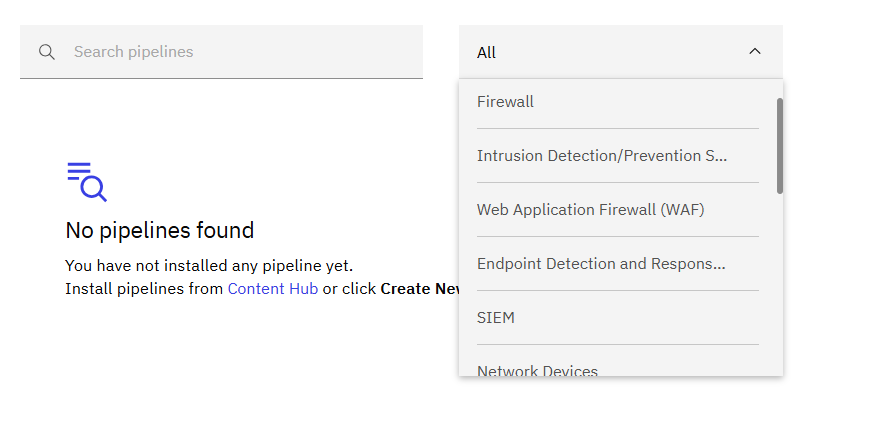 Search pipelines
All
Firewall
Intrusion Detection/Prevention S...
Web Application Firewall (WAF)
Endpoint Detection and Respons...
SIEM
Network Devices
No pipelines found
You have not installed any pipeline yet.
Install pipelines from Content Hub or click Create New